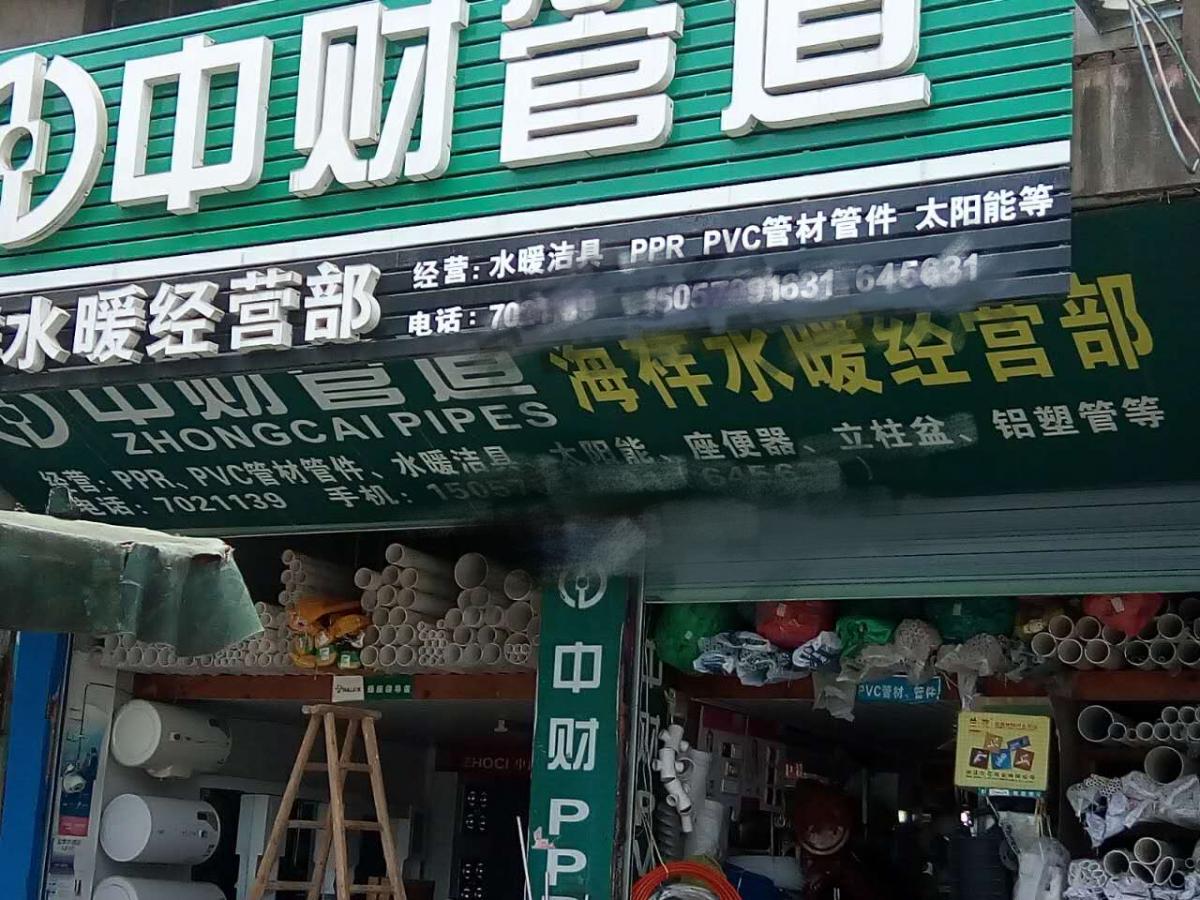 中财管道
水暖经营部
经营：水暖洁具 PPR PVC管材管件 太阳能等
电话：
645631
中财管道
ZHONGCAI PIPES
海祥水暖经营部
经营：PPR、PVC管材管件、水暖洁具、太阳能、座便器、立柱盆、铝塑管等
电话：7021139 手机：
中财PP
PVC管材、管件